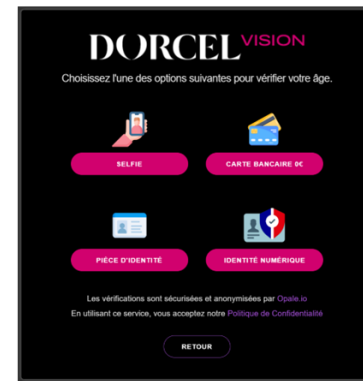 DORCEL VISION
Choisissez l'une des options suivantes pour vérifier votre âge.
SELFIE
CARTE BANCAIRE 0€
PIÈCE D'IDENTITÉ
IDENTITÉ NUMÉRIQUE
Les vérifications sont sécurisées et anonymisées par Opale.io
En utilisant ce service, vous acceptez notre Politique de Confidentialité
RETOUR